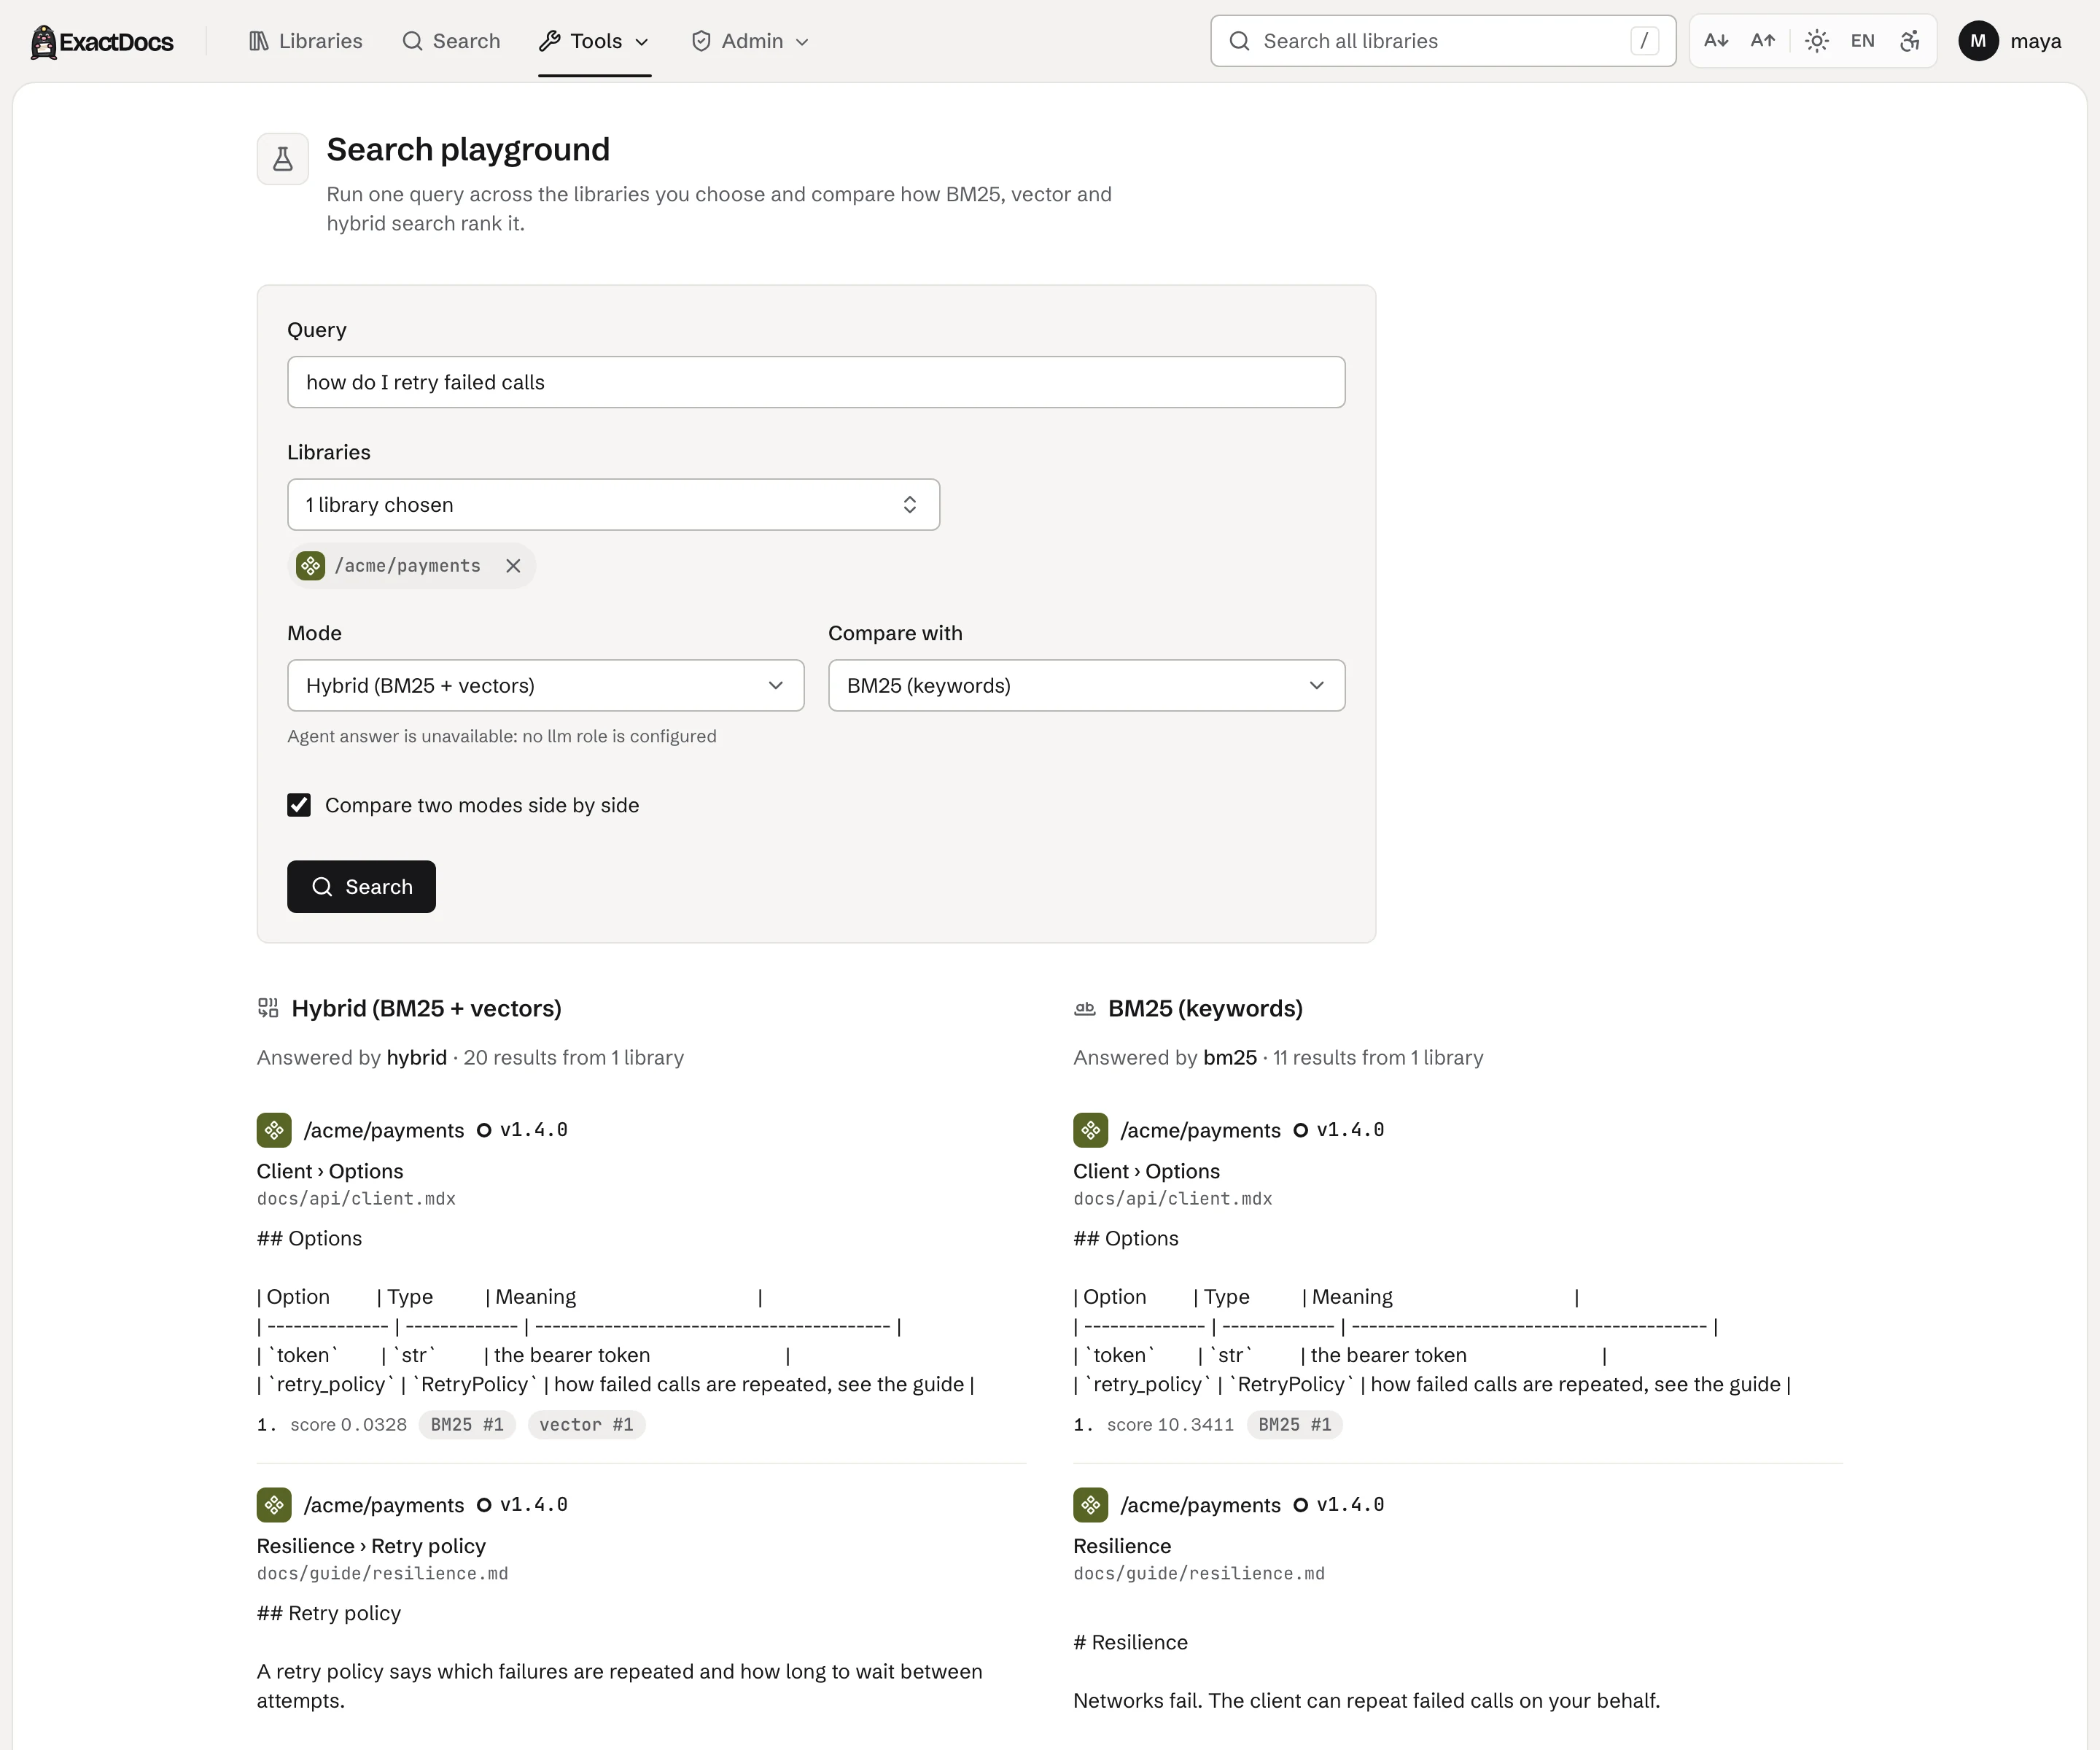 ExactDocs
Libraries
Search
Tools
Admin
Search all libraries
/
A↓
A↑
EN
M
maya
Search playground
Run one query across the libraries you choose and compare how BM25, vector and
hybrid search rank it.
Query
how do I retry failed calls
Libraries
1 library chosen
/acme/payments
Mode
Compare with
Hybrid (BM25 + vectors)
BM25 (keywords)
Agent answer is unavailable: no llm role is configured
Compare two modes side by side
Search
Hybrid (BM25 + vectors)
Answered by hybrid · 20 results from 1 library
/acme/payments v1.4.0
Client › Options
docs/api/client.mdx
## Options
| Option | Type | Meaning |
| -------------- | ------------- | ----------------------------------------- |
| `token` | `str` | the bearer token |
| `retry_policy` | `RetryPolicy` | how failed calls are repeated, see the guide |
1. score 0.0328 BM25 #1 vector #1
/acme/payments v1.4.0
Resilience › Retry policy
docs/guide/resilience.md
## Retry policy
A retry policy says which failures are repeated and how long to wait between
attempts.
BM25 (keywords)
Answered by bm25 · 11 results from 1 library
/acme/payments v1.4.0
Client › Options
docs/api/client.mdx
## Options
| Option | Type | Meaning |
| -------------- | ------------- | ----------------------------------------- |
| `token` | `str` | the bearer token |
| `retry_policy` | `RetryPolicy` | how failed calls are repeated, see the guide |
1. score 10.3411 BM25 #1
/acme/payments v1.4.0
Resilience
docs/guide/resilience.md
# Resilience
Networks fail. The client can repeat failed calls on your behalf.